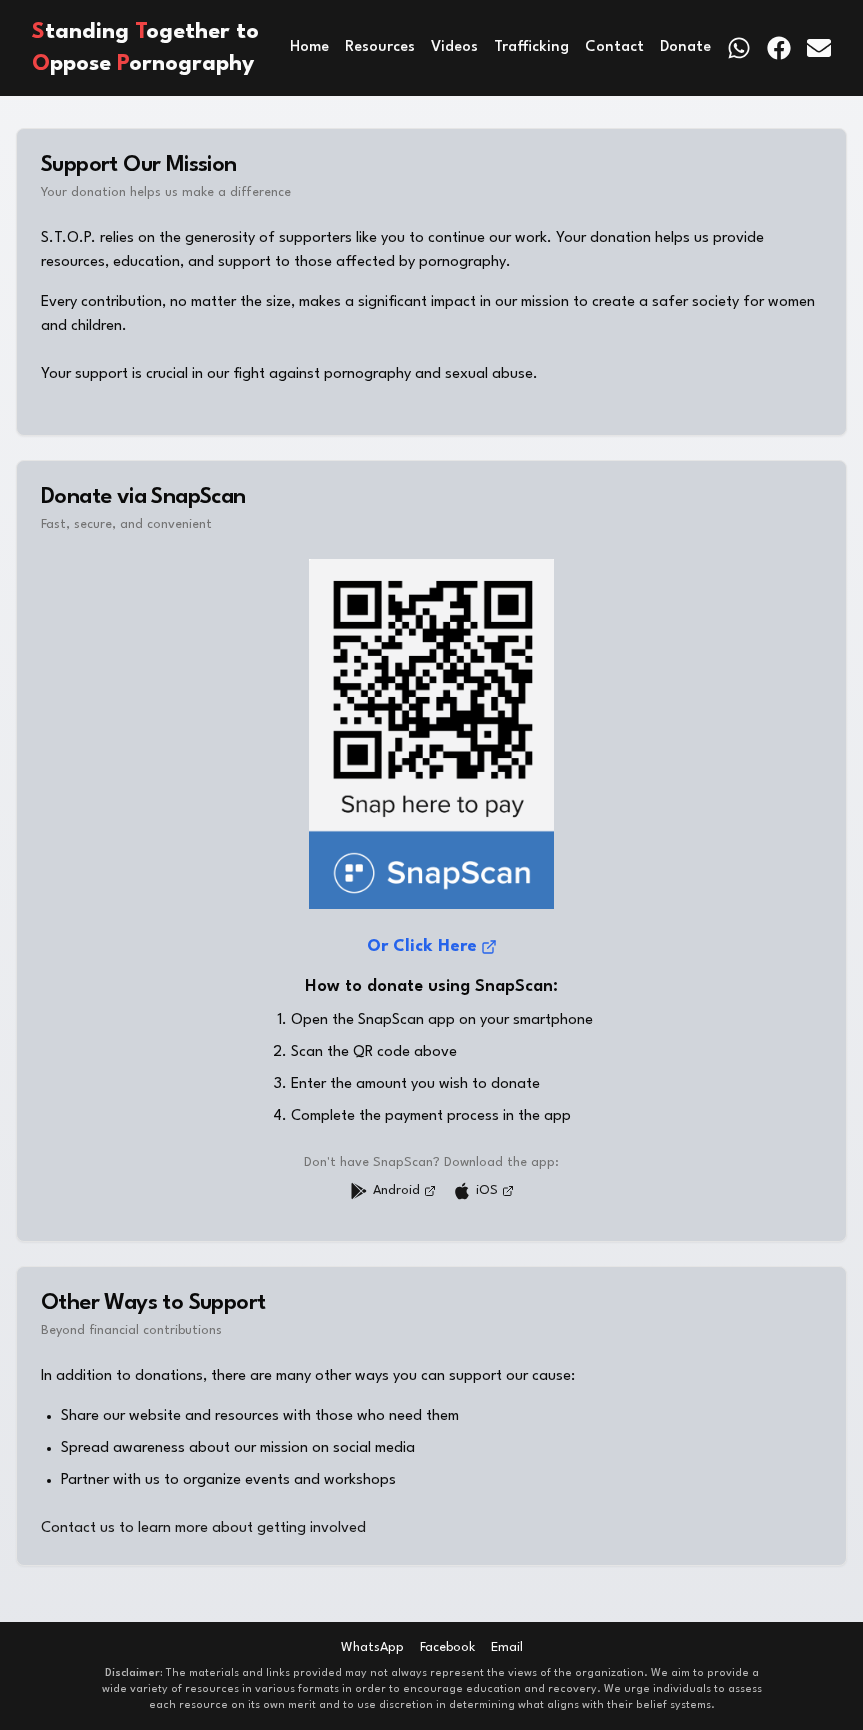 Standing Together to
Oppose Pornography
Home Resources Videos Trafficking Contact Donate
Support Our Mission
Your donation helps us make a difference
S.T.O.P. relies on the generosity of supporters like you to continue our work. Your donation helps us provide
resources, education, and support to those affected by pornography.
Every contribution, no matter the size, makes a significant impact in our mission to create a safer society for women
and children.
Your support is crucial in our fight against pornography and sexual abuse.
Donate via SnapScan
Fast, secure, and convenient
Snap here to pay
SnapScan
Or Click Here
How to donate using SnapScan:
1. Open the SnapScan app on your smartphone
2. Scan the QR code above
3. Enter the amount you wish to donate
4. Complete the payment process in the app
Don't have SnapScan? Download the app:
Android iOS
Other Ways to Support
Beyond financial contributions
In addition to donations, there are many other ways you can support our cause:
• Share our website and resources with those who need them
• Spread awareness about our mission on social media
• Partner with us to organize events and workshops
Contact us to learn more about getting involved
WhatsApp Facebook Email
Disclaimer: The materials and links provided may not always represent the views of the organization. We aim to provide a
wide variety of resources in various formats in order to encourage education and recovery. We urge individuals to assess
each resource on its own merit and to use discretion in determining what aligns with their belief systems.